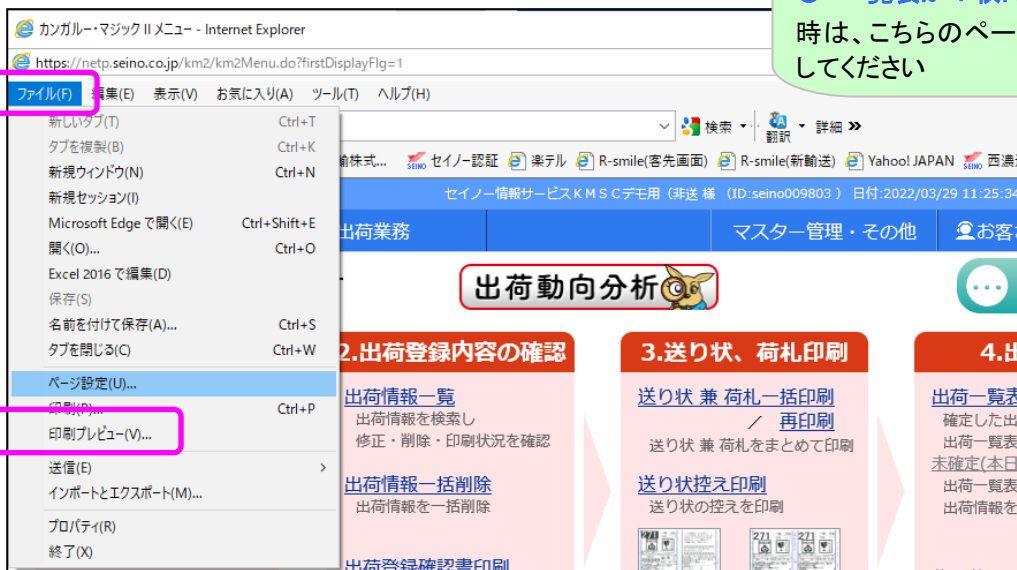 時は、こちらのペー
してください
カンガルー・マジック II メニュー - Internet Explorer
https://netp.seino.co.jp/km2/km2Menu.do?firstDisplayFlg=1
ファイル(F) 編集(E) 表示(V) お気に入り(A) ツール(T) ヘルプ(H)
新しいタブ(T) Ctrl+T
検索 翻訳 詳細
タブを複製(B) Ctrl+K
新規ウィンドウ(N) Ctrl+N
株式... セイノー認証 楽テル R-smile(客先画面) R-smile(新輸送) Yahoo! JAPAN 西濃
新規セッション(I)
セイノー情報サービスKMSCデモ用（非送 様 （ID:seino009803 ） 日付:2022/03/29 11:25:34
Microsoft Edge で開く(E) Ctrl+Shift+E
出荷業務 マスター管理・その他 お客
開く(O)... Ctrl+O
Excel 2016 で編集(D)
保存(S)
出荷動向分析
名前を付けて保存(A)... Ctrl+S
タブを閉じる(C) Ctrl+W
ページ設定(U)...
印刷(P)... Ctrl+P
印刷プレビュー(V)...
送信(E)
インポートとエクスポート(M)...
プロパティ(R)
終了(X)
2.出荷登録内容の確認
出荷情報一覧
出荷情報を検索し
修正・削除・印刷状況を確認
出荷情報一括削除
出荷情報を一括削除
出荷登録確認書印刷
3.送り状、荷札印刷
送り状 兼 荷札一括印刷
／ 再印刷
送り状 兼 荷札をまとめて印刷
送り状控え印刷
送り状の控えを印刷
271 271
4.出
出荷一覧表
確定した出
出荷一覧表
未確定(本日
出荷一覧表
出荷情報を